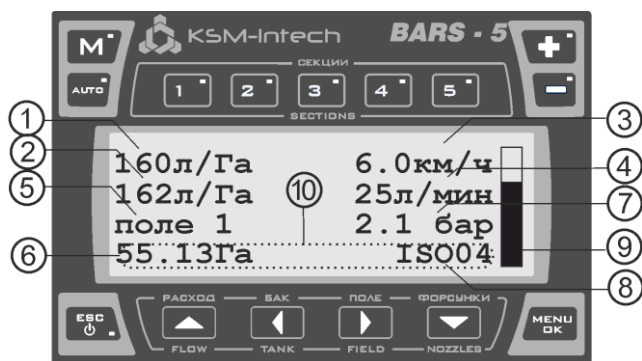 M KSM-Intech BARS - 5
СЕКЦИИ
AUTO 1 2 3 4 5
SECTIONS
1 3
160л/Га 6.0км/ч
2 4
162л/Га 10 25л/мин
5 7
поле 1 2.1 бар
6 55.13Га ISO04 9
8
РАСХОД БАК ПОЛЕ ФОРСУНКИ
ESC MENU
OK
FLOW TANK FIELD NOZZLES